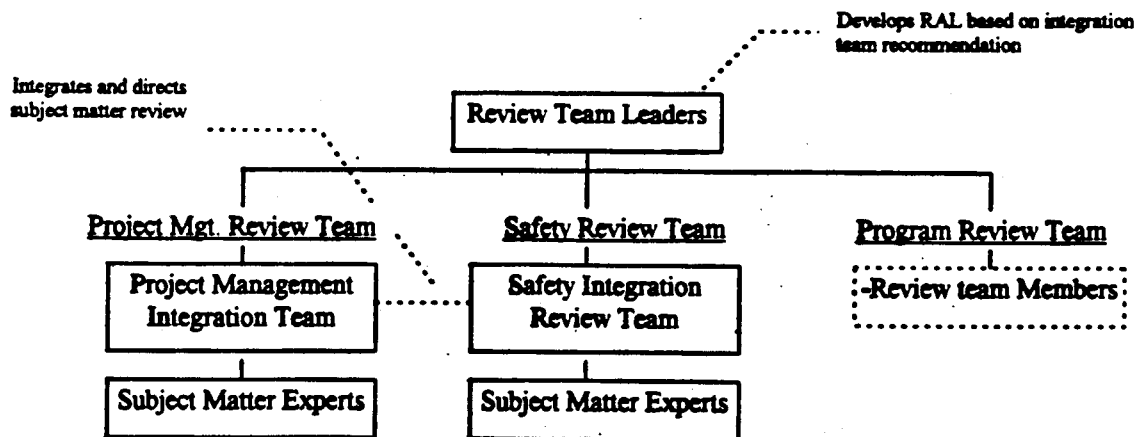 Develops RAL based on integration
team recommendation
Integrates and directs
subject matter review
Review Team Leaders
Project Mgt. Review Team
Safety Review Team
Program Review Team
Project Management
Integration Team
Safety Integration
Review Team
-Review team Members
Subject Matter Experts
Subject Matter Experts